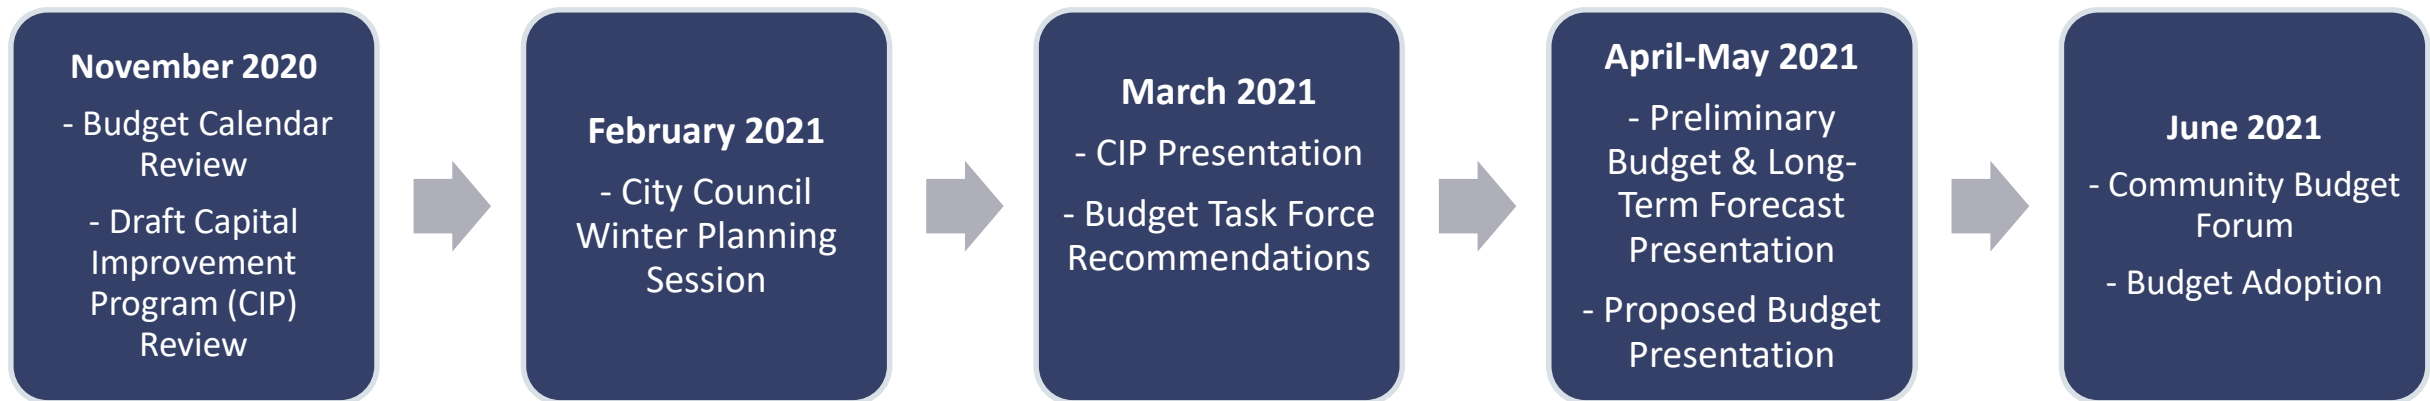 November 2020
- Budget Calendar
Review
- Draft Capital
Improvement
Program (CIP)
Review
February 2021
- City Council
Winter Planning
Session
March 2021
- CIP Presentation
- Budget Task Force
Recommendations
April-May 2021
- Preliminary
Budget & Long-
Term Forecast
Presentation
- Proposed Budget
Presentation
June 2021
- Community Budget
Forum
- Budget Adoption